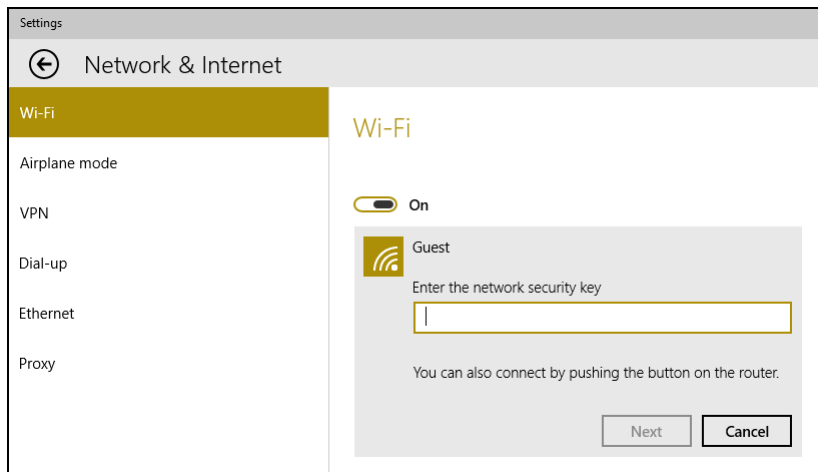 Settings
Network & Internet
Wi-Fi
Airplane mode
VPN
Dial-up
Ethernet
Proxy
Wi-Fi
On
Guest
Enter the network security key
You can also connect by pushing the button on the router.
Next
Cancel